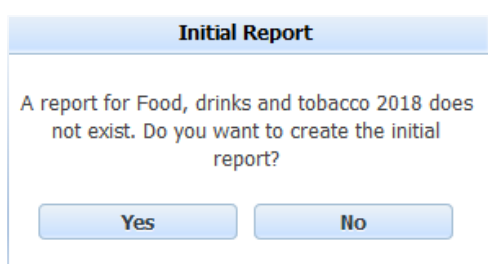 Initial Report
A report for Food, drinks and tobacco 2018 does
not exist. Do you want to create the initial
report?
Yes No